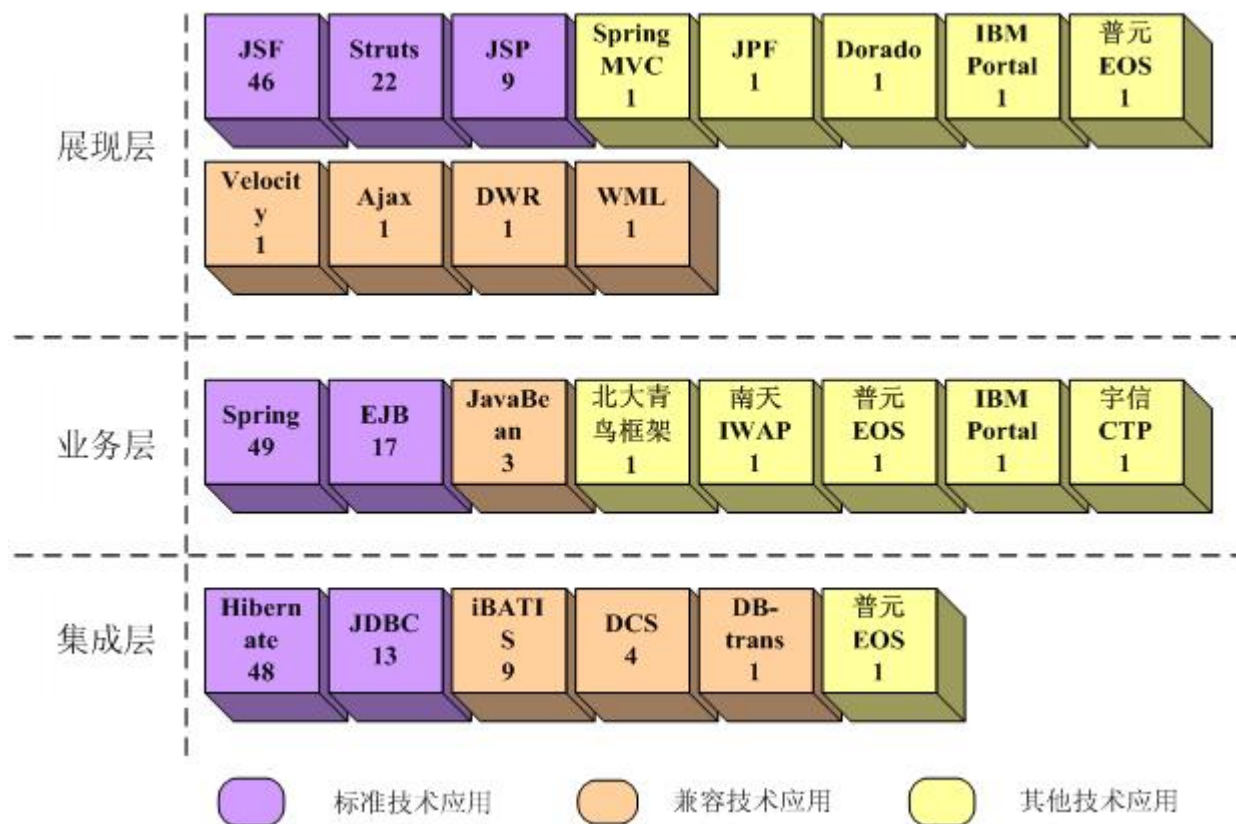 JSF
46
Struts
22
JSP
9
Spring
MVC
1
JPF
1
Dorado
1
IBM
Portal
1
普元
EOS
1
展现层
Velocit
y
1
Ajax
1
DWR
1
WML
1
业务层
Spring
49
EJB
17
JavaBe
an
3
北大青
鸟框架
1
南天
IWAP
1
普元
EOS
1
IBM
Portal
1
宇信
CTP
1
集成层
Hibern
ate
48
JDBC
13
iBATI
S
9
DCS
4
DB-
trans
1
普元
EOS
1
标准技术应用
兼容技术应用
其他技术应用